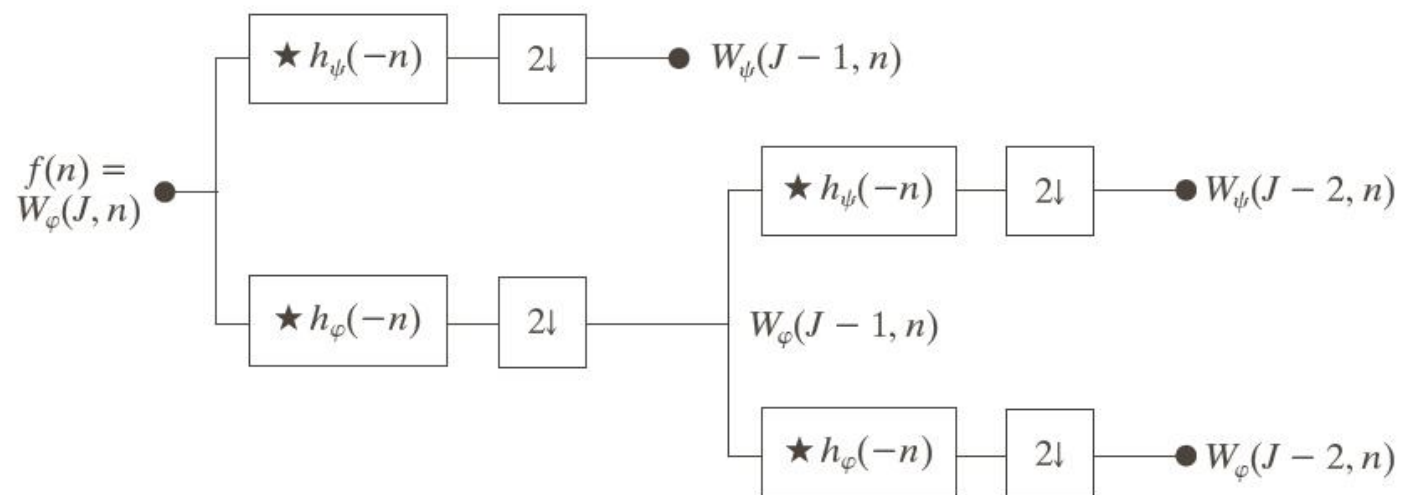 ★ h_ψ(−n)
2↓
W_ψ(J − 1, n)
f(n) =
W_φ(J, n)
★ h_ψ(−n)
2↓
W_ψ(J − 2, n)
★ h_φ(−n)
2↓
W_φ(J − 1, n)
★ h_φ(−n)
2↓
W_φ(J − 2, n)